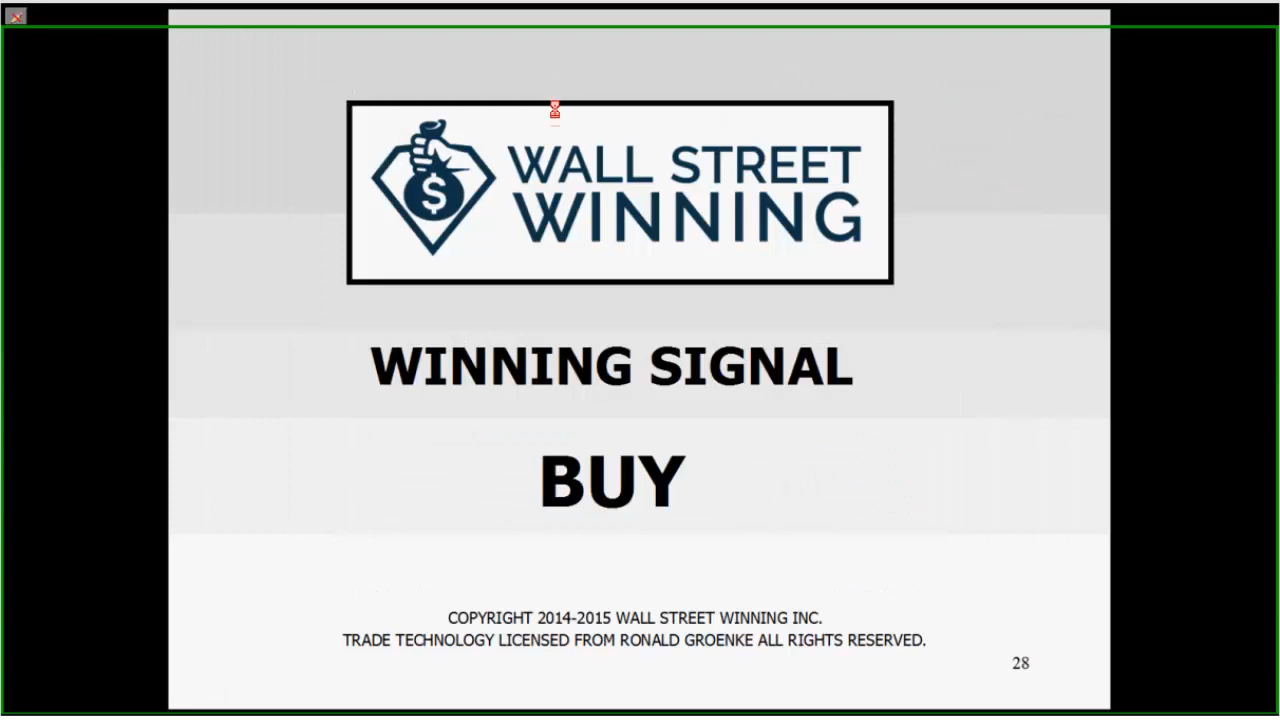 $
WALL STREET
WINNING
WINNING SIGNAL
BUY
COPYRIGHT 2014-2015 WALL STREET WINNING INC.
TRADE TECHNOLOGY LICENSED FROM RONALD GROENKE ALL RIGHTS RESERVED.
28